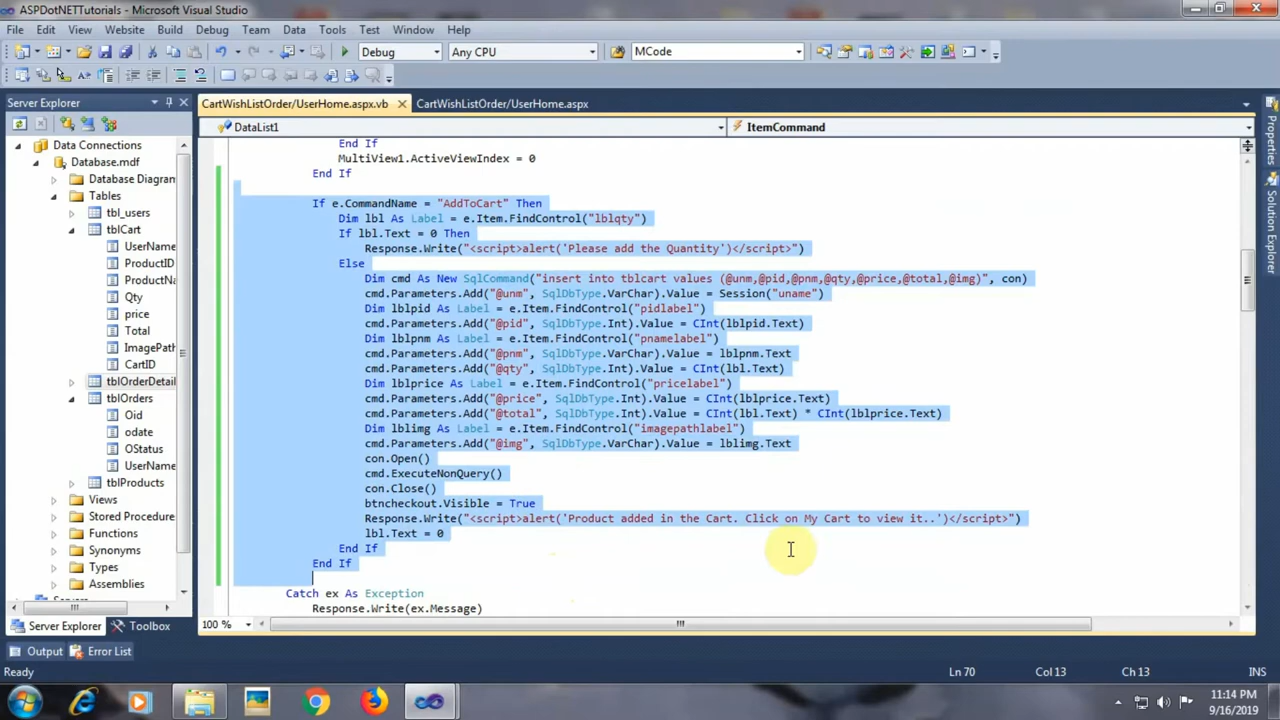 ASPDotNETTutorials - Microsoft Visual Studio
File Edit View Website Build Debug Team Data Tools Test Window Help
Debug Any CPU MCode
Server Explorer
CartWishListOrder/UserHome.aspx.vb CartWishListOrder/UserHome.aspx
DataList1 ItemCommand
Data Connections
Database.mdf
Database Diagram
Tables
tbl_users
tblCart
UserName
ProductID
ProductNa
Qty
price
Total
ImagePath
CartID
tblOrderDetail
tblOrders
Oid
odate
OStatus
UserName
tblProducts
Views
Stored Procedure
Functions
Synonyms
Types
Assemblies
Server Explorer Toolbox
End If
MultiView1.ActiveViewIndex = 0
End If
If e.CommandName = "AddToCart" Then
Dim lbl As Label = e.Item.FindControl("lblqty")
If lbl.Text = 0 Then
Response.Write("<script>alert('Please add the Quantity')</script>")
Else
Dim cmd As New SqlCommand("insert into tblcart values (@unm,@pid,@pnm,@qty,@price,@total,@img)", con)
cmd.Parameters.Add("@unm", SqlDbType.VarChar).Value = Session("uname")
Dim lblpid As Label = e.Item.FindControl("pidlabel")
cmd.Parameters.Add("@pid", SqlDbType.Int).Value = CInt(lblpid.Text)
Dim lblpnm As Label = e.Item.FindControl("pnamelabel")
cmd.Parameters.Add("@pnm", SqlDbType.VarChar).Value = lblpnm.Text
cmd.Parameters.Add("@qty", SqlDbType.Int).Value = CInt(lbl.Text)
Dim lblprice As Label = e.Item.FindControl("pricelabel")
cmd.Parameters.Add("@price", SqlDbType.Int).Value = CInt(lblprice.Text)
cmd.Parameters.Add("@total", SqlDbType.Int).Value = CInt(lbl.Text) * CInt(lblprice.Text)
Dim lblimg As Label = e.Item.FindControl("imagepathlabel")
cmd.Parameters.Add("@img", SqlDbType.VarChar).Value = lblimg.Text
con.Open()
cmd.ExecuteNonQuery()
con.Close()
btncheckout.Visible = True
Response.Write("<script>alert('Product added in the Cart. Click on My Cart to view it..')</script>")
lbl.Text = 0
End If
End If
Catch ex As Exception
Response.Write(ex.Message)
100 %
Properties
Solution Explorer
Output Error List
Ready Ln 70 Col 13 Ch 13 INS
11:14 PM
9/16/2019